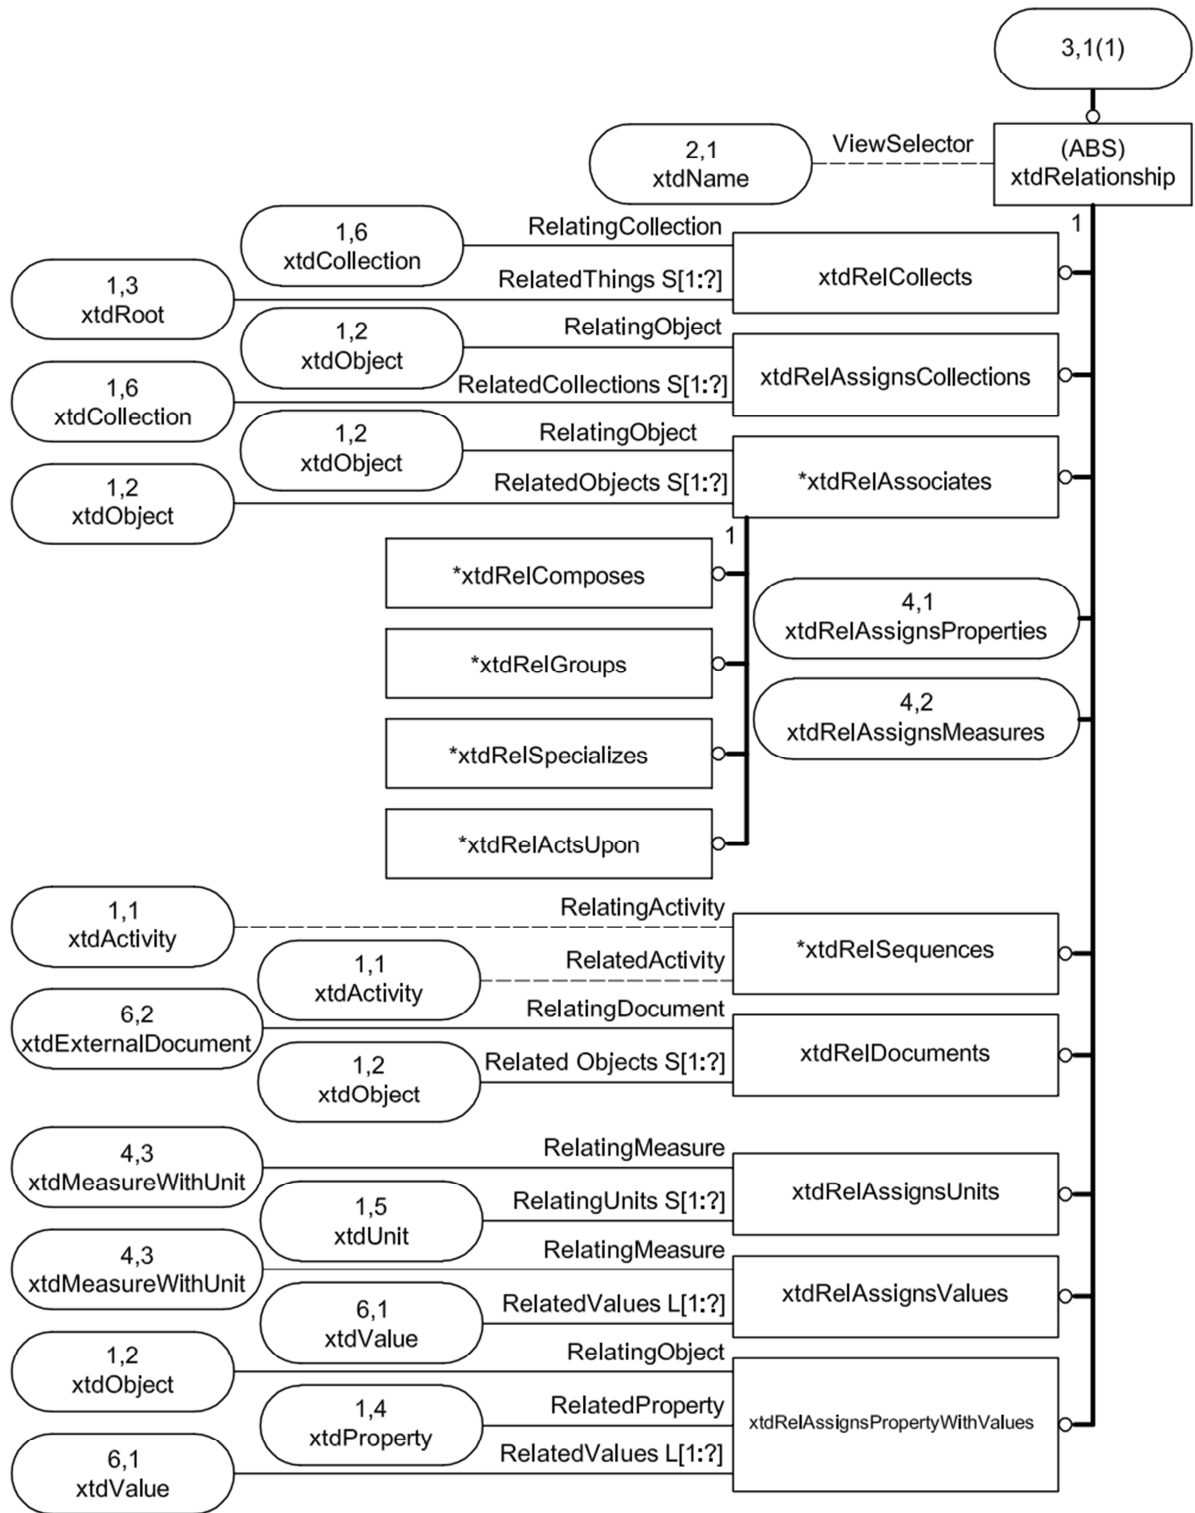 3,1(1)
ViewSelector
(ABS)
xtdRelationship
2,1
xtdName
1
RelatingCollection
1,6
xtdCollection
xtdRelCollects
RelatedThings S[1:?]
1,3
xtdRoot
RelatingObject
1,2
xtdObject
xtdRelAssignsCollections
RelatedCollections S[1:?]
1,6
xtdCollection
RelatingObject
1,2
xtdObject
*xtdRelAssociates
RelatedObjects S[1:?]
1,2
xtdObject
1
*xtdRelComposes
4,1
xtdRelAssignsProperties
*xtdRelGroups
4,2
xtdRelAssignsMeasures
*xtdRelSpecializes
*xtdRelActsUpon
RelatingActivity
1,1
xtdActivity
*xtdRelSequences
RelatedActivity
1,1
xtdActivity
RelatingDocument
6,2
xtdExternalDocument
xtdRelDocuments
Related Objects S[1:?]
1,2
xtdObject
RelatingMeasure
4,3
xtdMeasureWithUnit
xtdRelAssignsUnits
RelatingUnits S[1:?]
1,5
xtdUnit
RelatingMeasure
4,3
xtdMeasureWithUnit
xtdRelAssignsValues
RelatedValues L[1:?]
6,1
xtdValue
RelatingObject
1,2
xtdObject
RelatedProperty
1,4
xtdProperty
xtdRelAssignsPropertyWithValues
RelatedValues L[1:?]
6,1
xtdValue